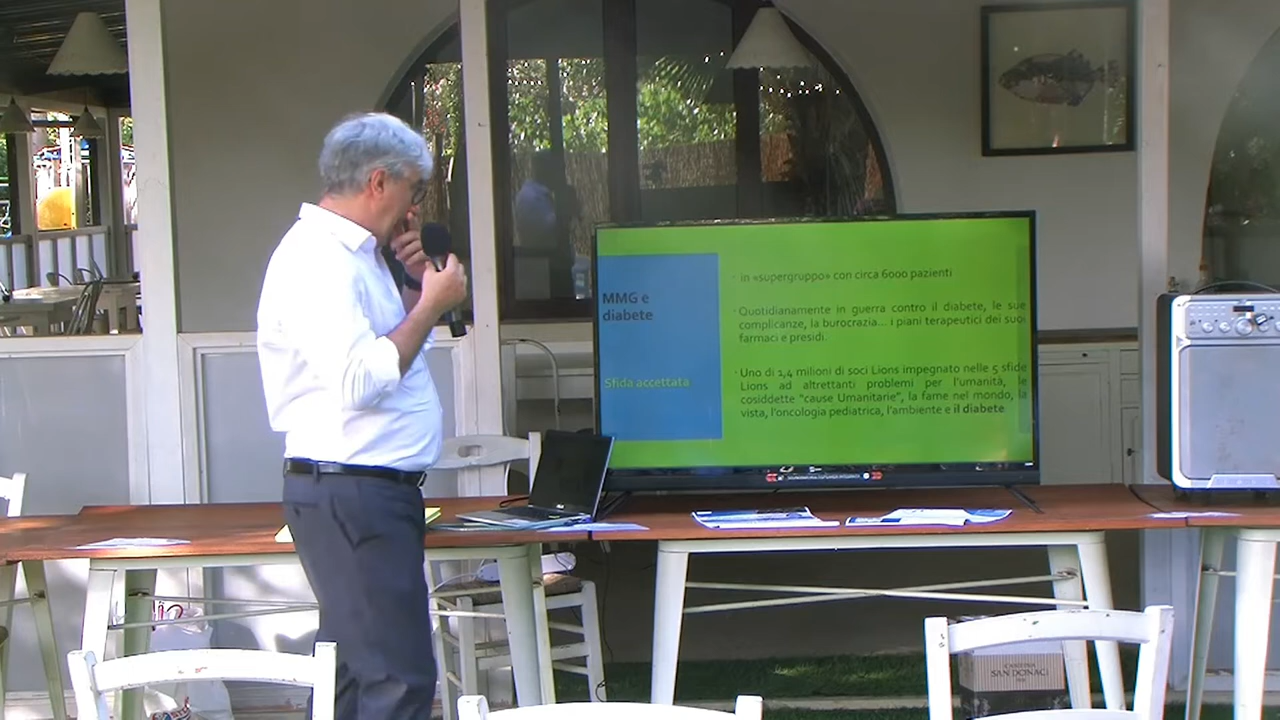 MMG e
diabete
Sfida accettata
in «supergruppo» con circa 6000 pazienti
Quotidianamente in guerra contro il diabete, le sue
complicanze, la burocrazia... i piani terapeutici dei suoi
farmaci e presidi.
Uno di 1,4 milioni di soci Lions impegnato nelle 5 sfide
Lions ad altrettanti problemi per l'umanità, le
cosiddette "cause Umanitarie", la fame nel mondo, la
vista, l'oncologia pediatrica, l'ambiente e il diabete
SAN DONACI